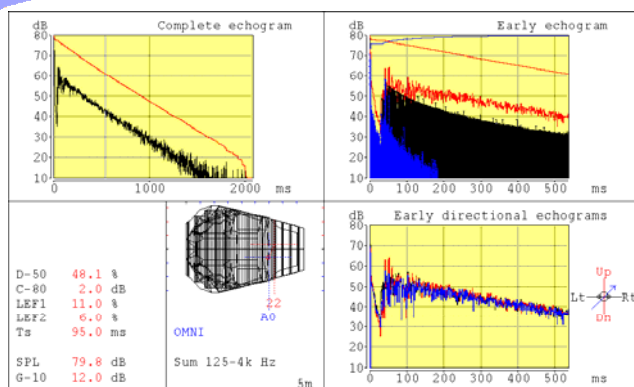 dB Complete echogram
80
70
60
50
40
30
20
10
0 1000 2000 ms
dB Early echogram
80
70
60
50
40
30
20
10
0 100 200 300 400 500 ms
D-50 48.1 %
C-80 2.0 dB
LEF1 11.0 %
LEF2 6.0 %
Ts 95.0 ms
SPL 79.8 dB
G-10 12.0 dB
22
A0
OMNI
Sum 125-4k Hz
5m
dB Early directional echograms
80
70
60
50
40
30
20
10
0 100 200 300 400 500 ms
Up
Lt Rt
Dn